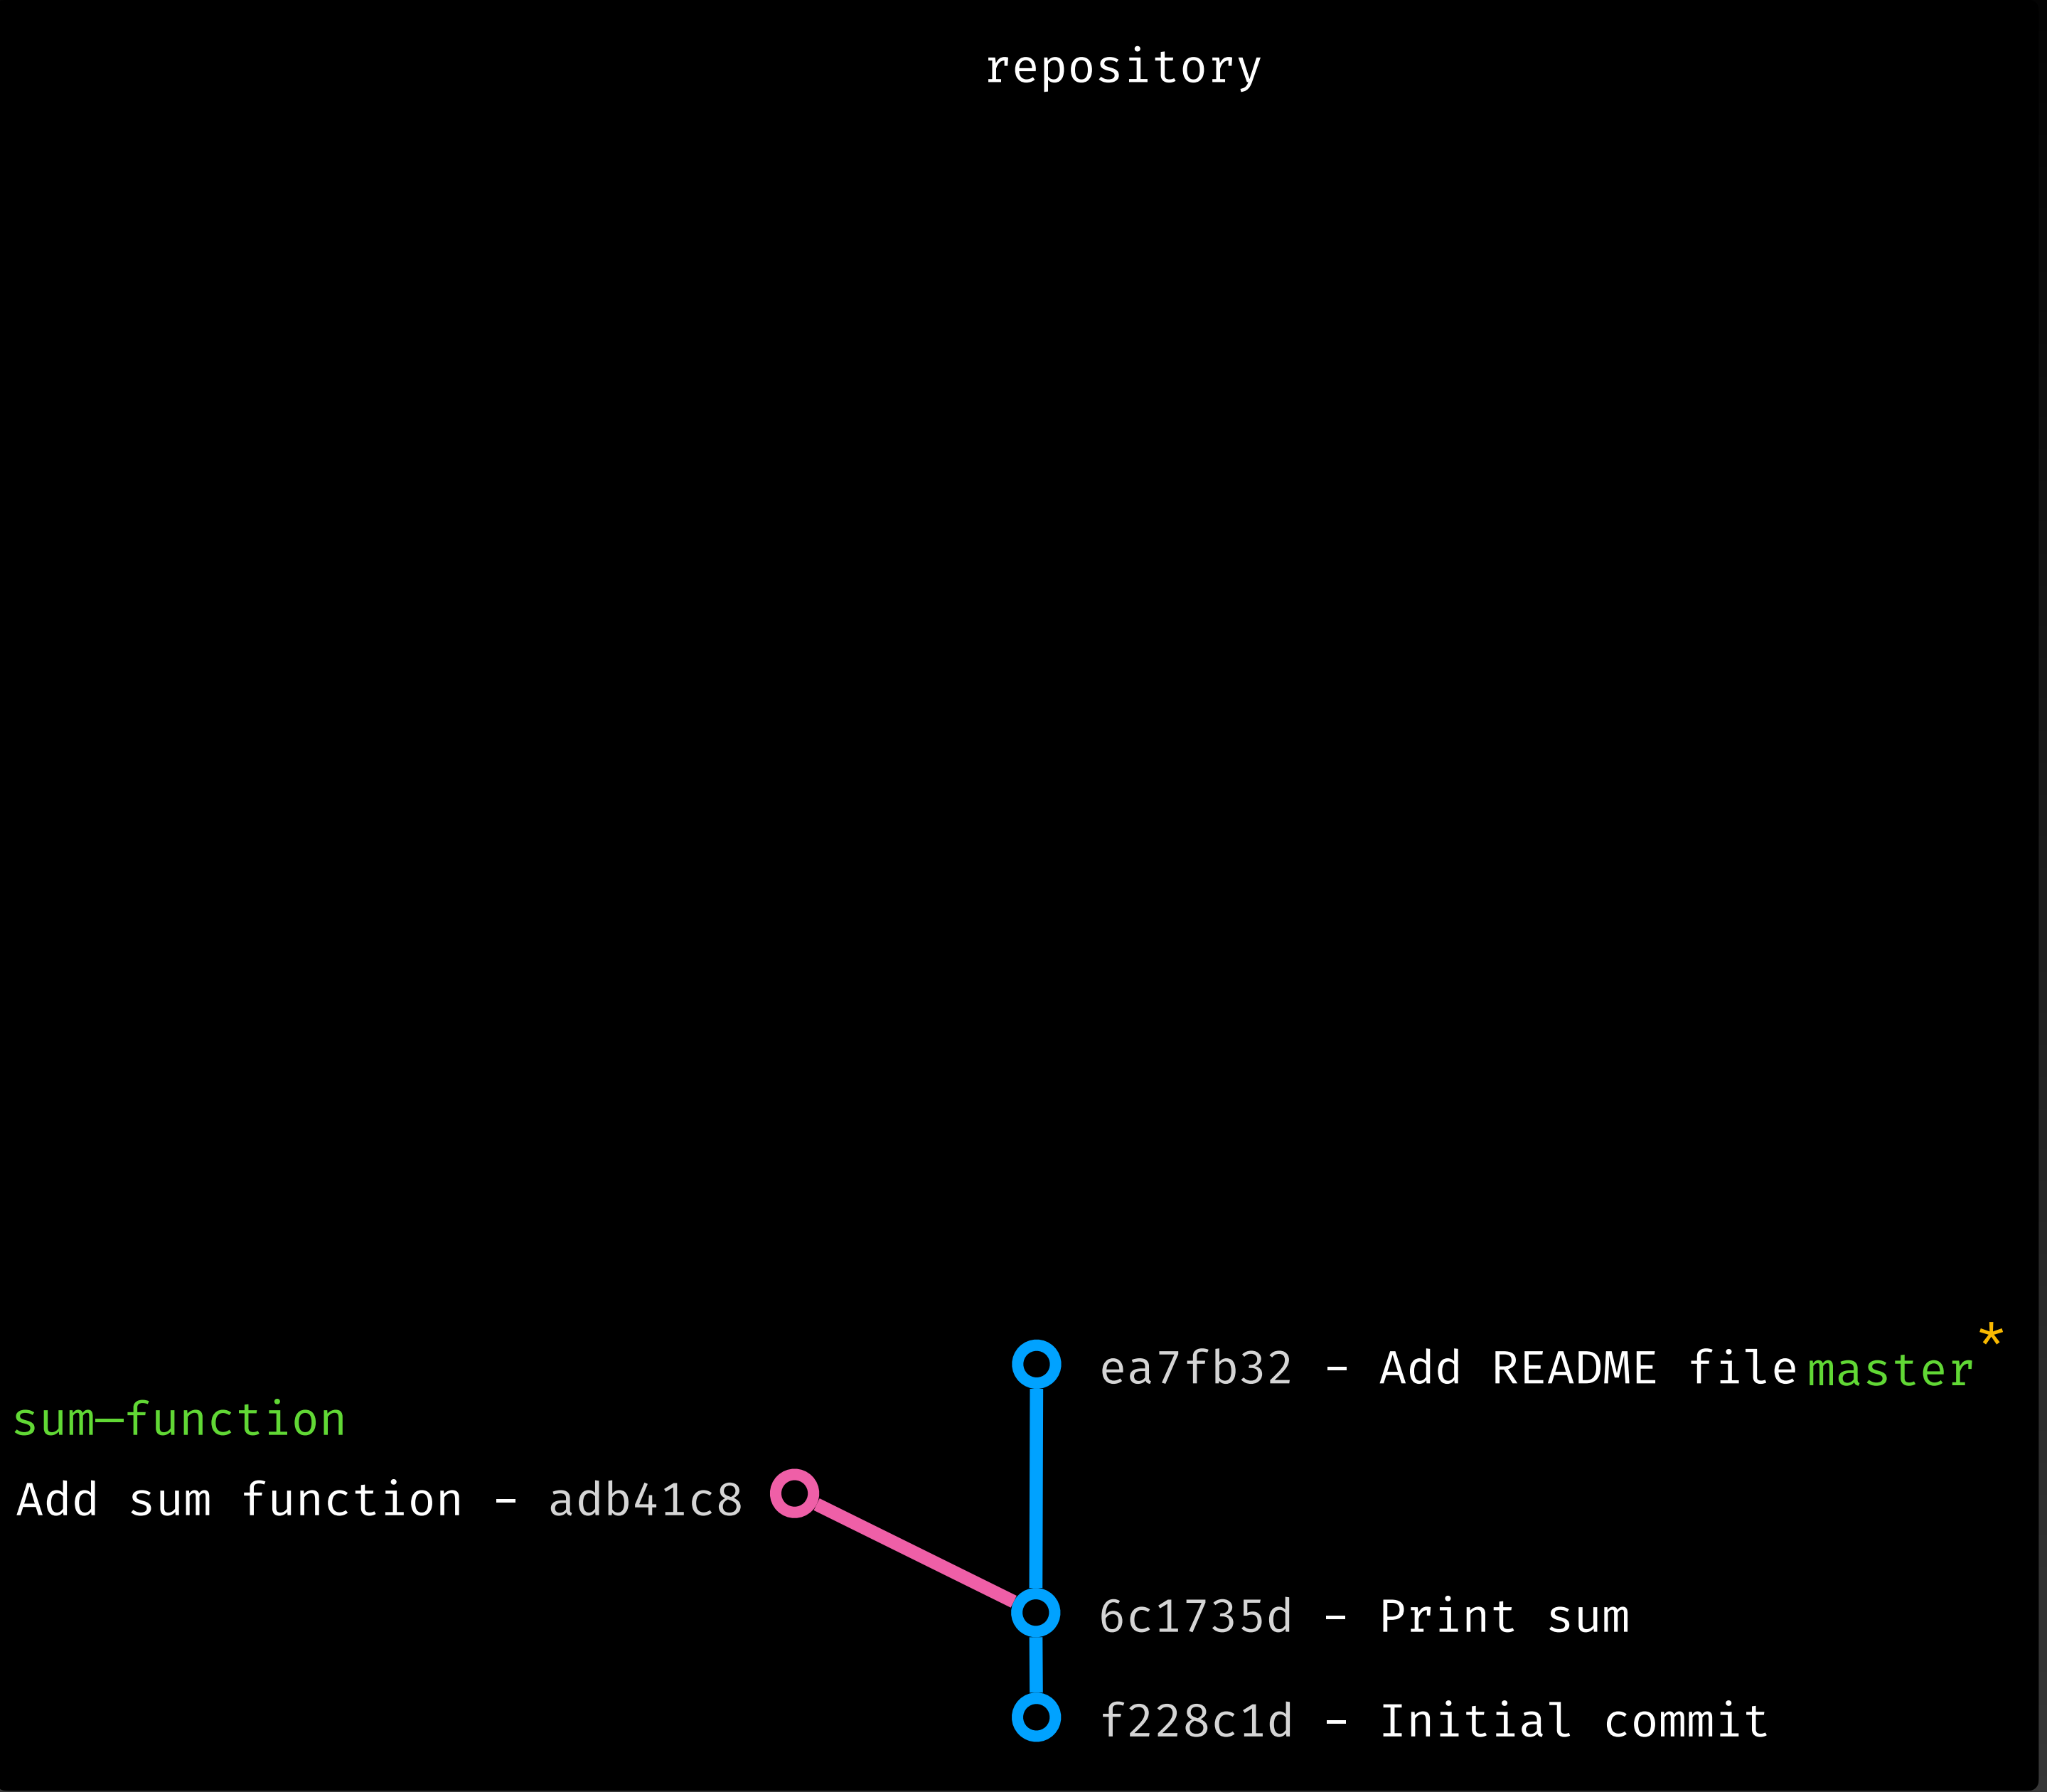 repository
ea7fb32 - Add README file master*
sum-function
Add sum function - adb41c8
6c1735d - Print sum
f228c1d - Initial commit